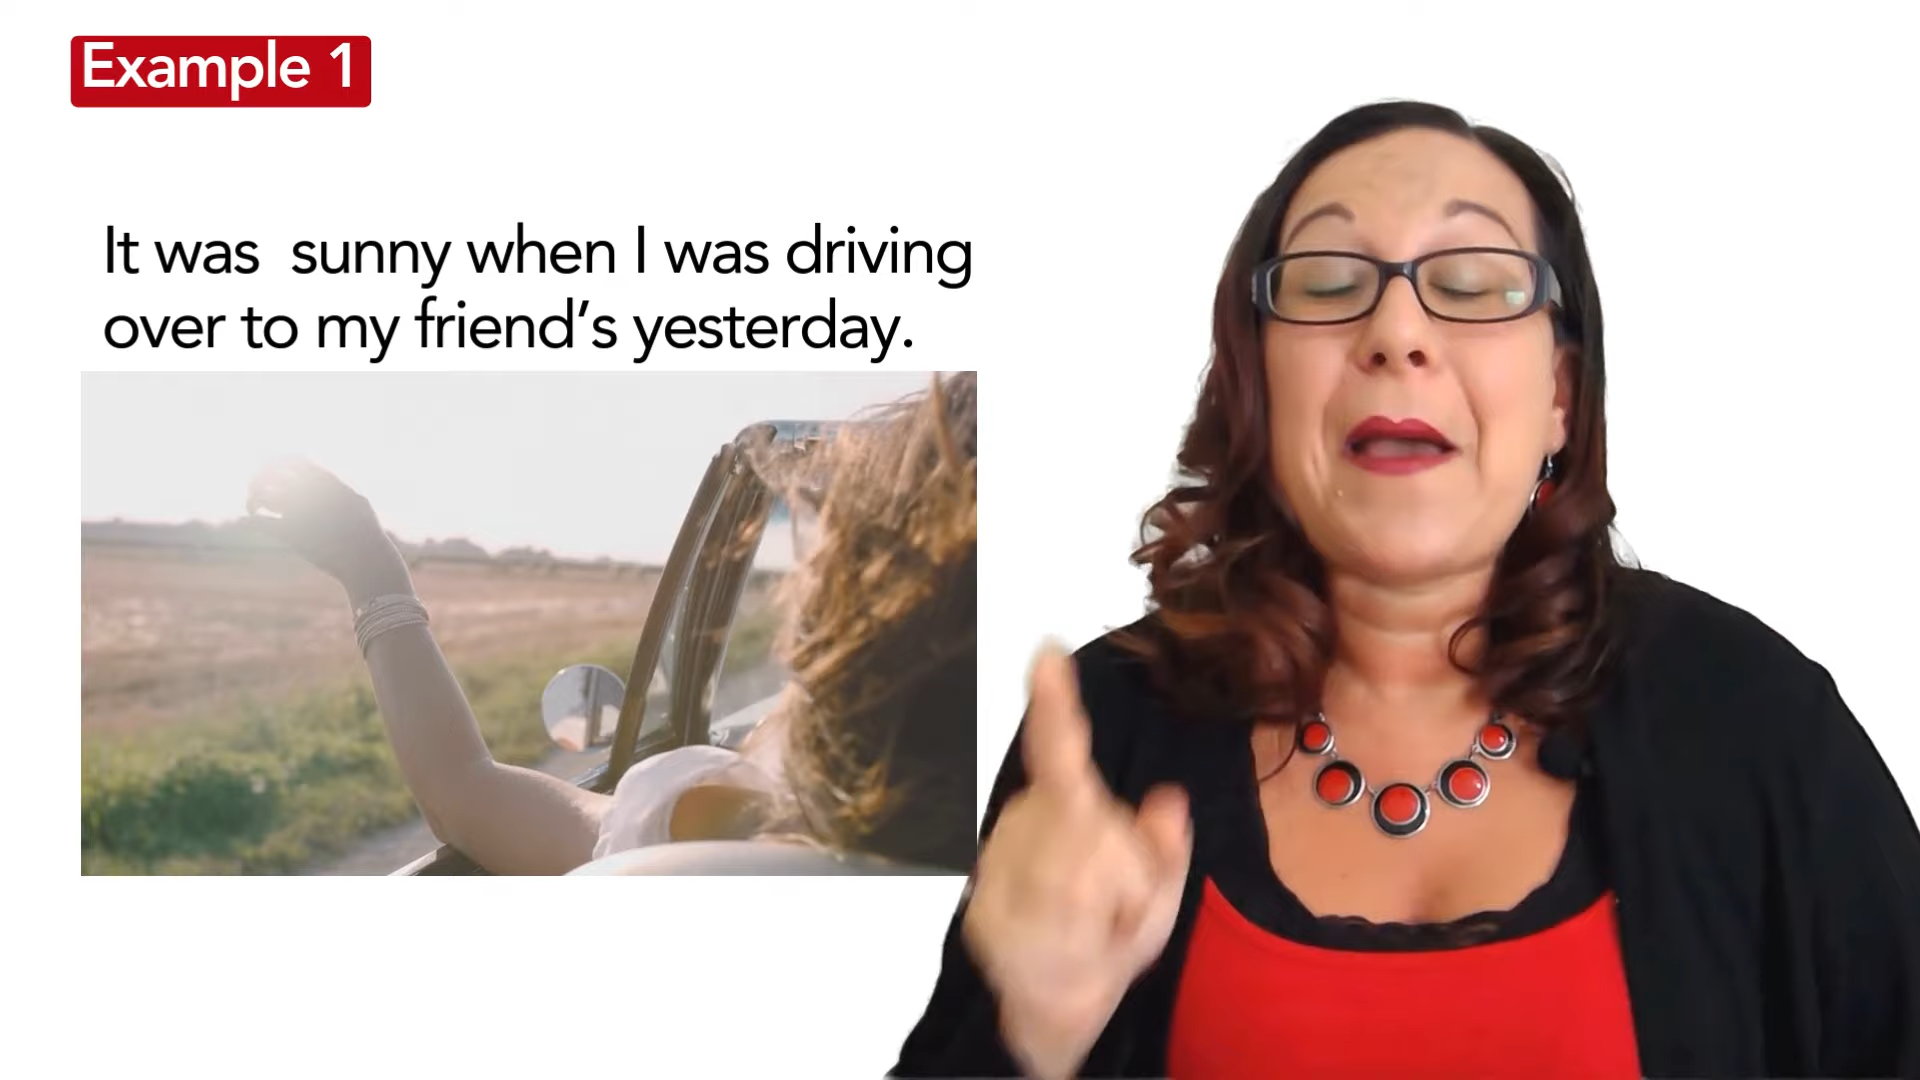 Example 1
It was  sunny when I was driving
over to my friend’s yesterday.